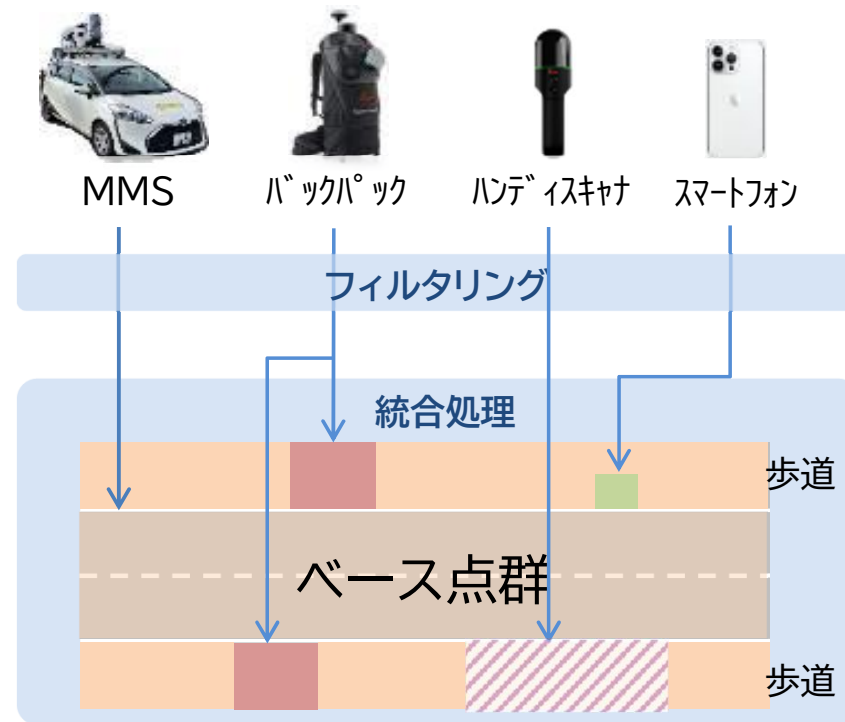 MMS
ﾊﾞｯｸﾊﾟｯｸ
ﾊﾝﾃﾞｨｽｷｬﾅ
ｽﾏｰﾄﾌｫﾝ
フィルタリング
統合処理
歩道
ベース点群
歩道